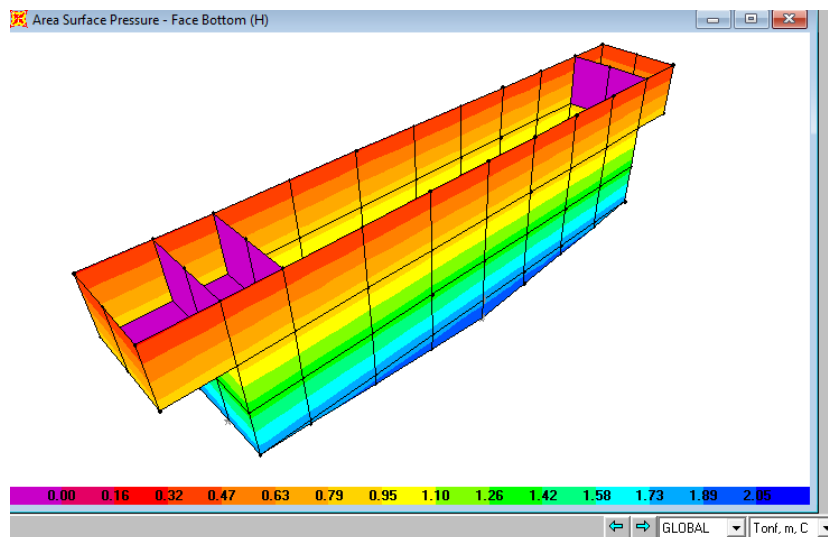 Area Surface Pressure - Face Bottom (H)
0.00 0.16 0.32 0.47 0.63 0.79 0.95 1.10 1.26 1.42 1.58 1.73 1.89 2.05
GLOBAL Tonf, m, C